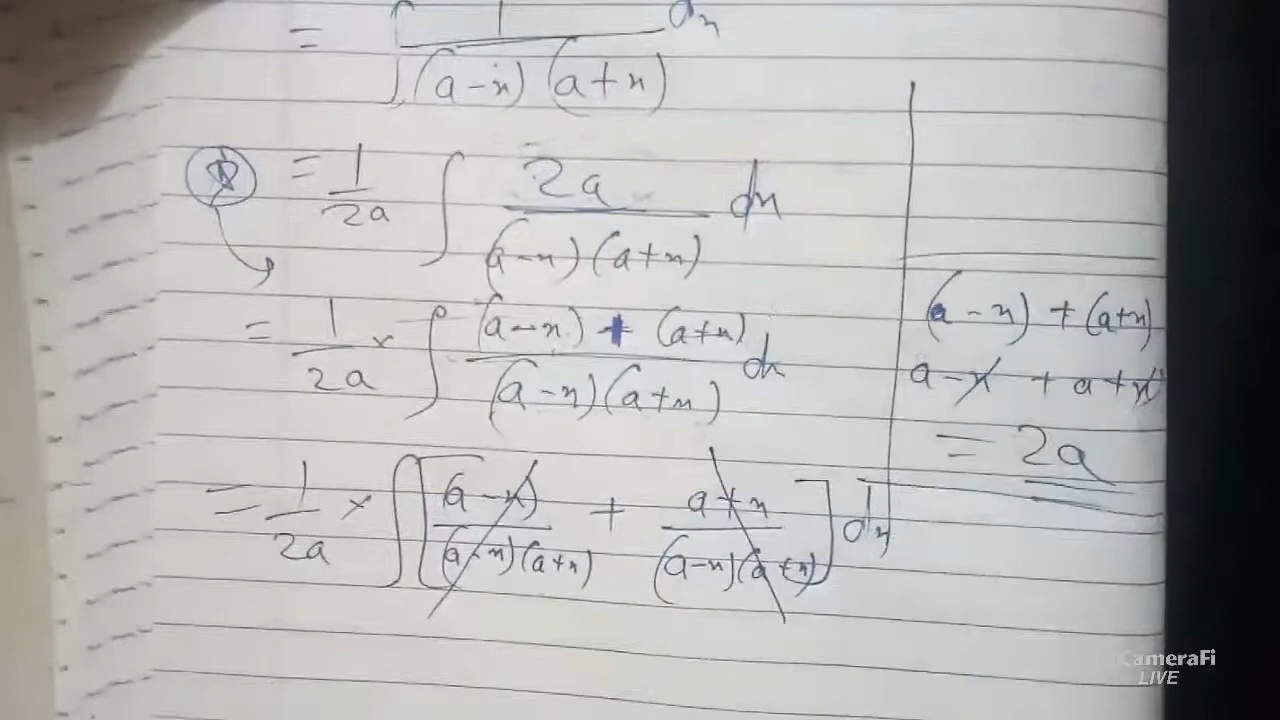 = ∫ 1/((a-x)(a+x)) dx
= 1/2a ∫ 2a/((a-x)(a+x)) dx
= 1/2a × ∫ ((a-x) + (a+x))/((a-x)(a+x)) dx
= 1/2a × ∫ [(a-x)/((a-x)(a+x)) + (a+x)/((a-x)(a+x))] dx
(a-x) + (a+x)
a-x + a+x
= 2a
CameraFi
LIVE